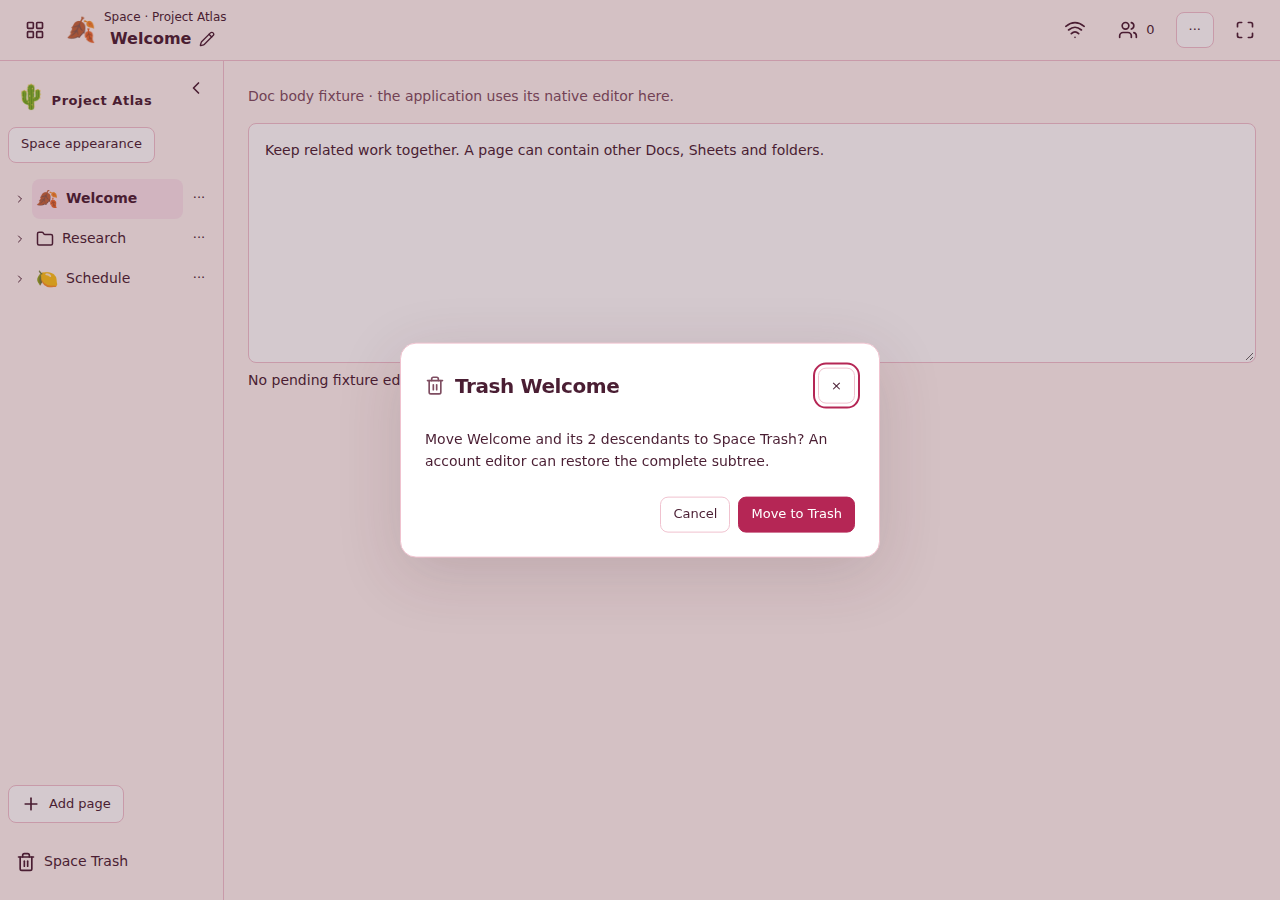 Space · Project Atlas
Welcome
0
...
Project Atlas
Space appearance
Welcome
...
Research
...
Schedule
...
Add page
Space Trash
Doc body fixture · the application uses its native editor here.
Keep related work together. A page can contain other Docs, Sheets and folders.
No pending fixture ed
Trash Welcome
×
Move Welcome and its 2 descendants to Space Trash? An
account editor can restore the complete subtree.
Cancel
Move to Trash